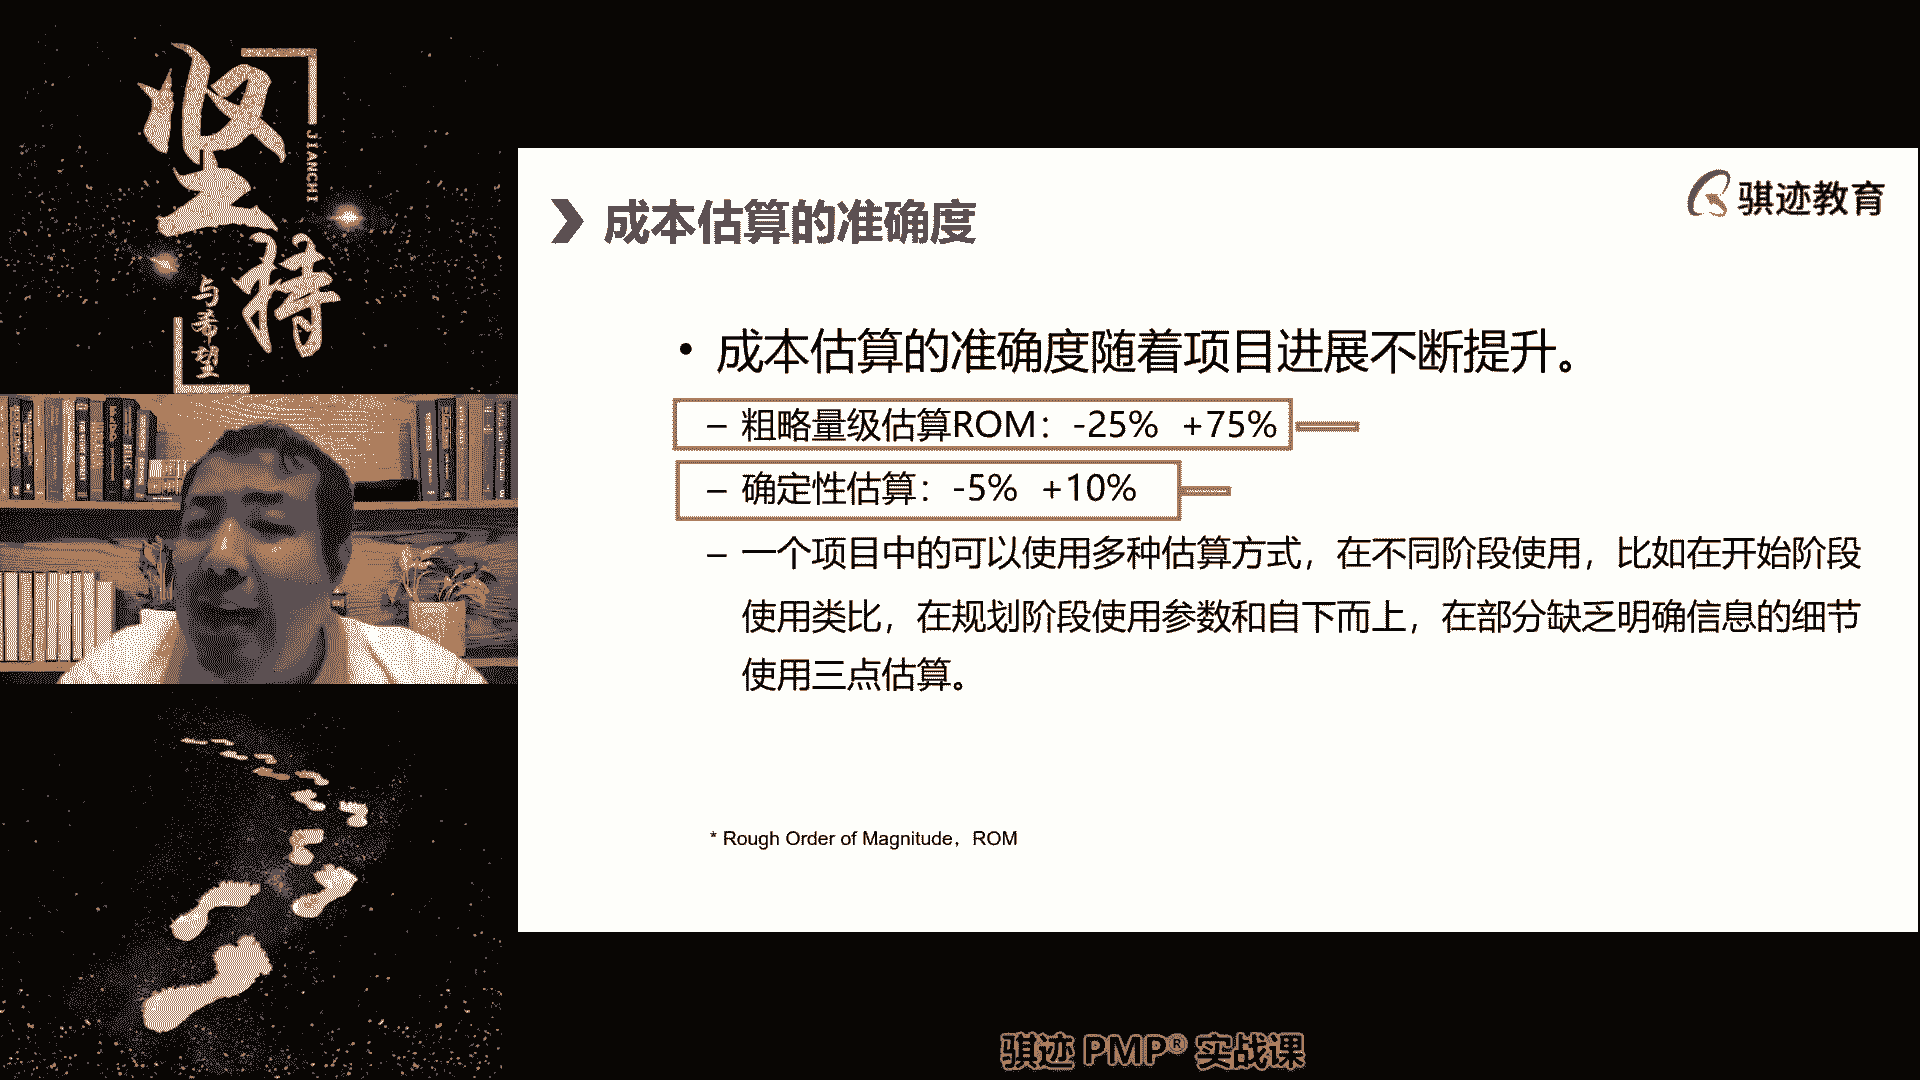 坚持
JIANCHI
与希望
骐迹教育
成本估算的准确度
• 成本估算的准确度随着项目进展不断提升。
– 粗略量级估算ROM：-25% +75%
– 确定性估算：-5% +10%
– 一个项目中的可以使用多种估算方式，在不同阶段使用，比如在开始阶段
使用类比，在规划阶段使用参数和自下而上，在部分缺乏明确信息的细节
使用三点估算。
* Rough Order of Magnitude，ROM
骐迹 PMP® 实战课